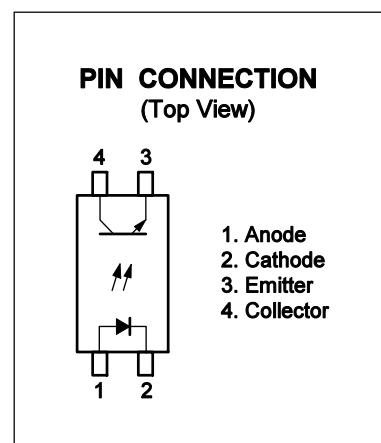 PIN CONNECTION
(Top View)
4 3
1. Anode
2. Cathode
3. Emitter
4. Collector
1 2